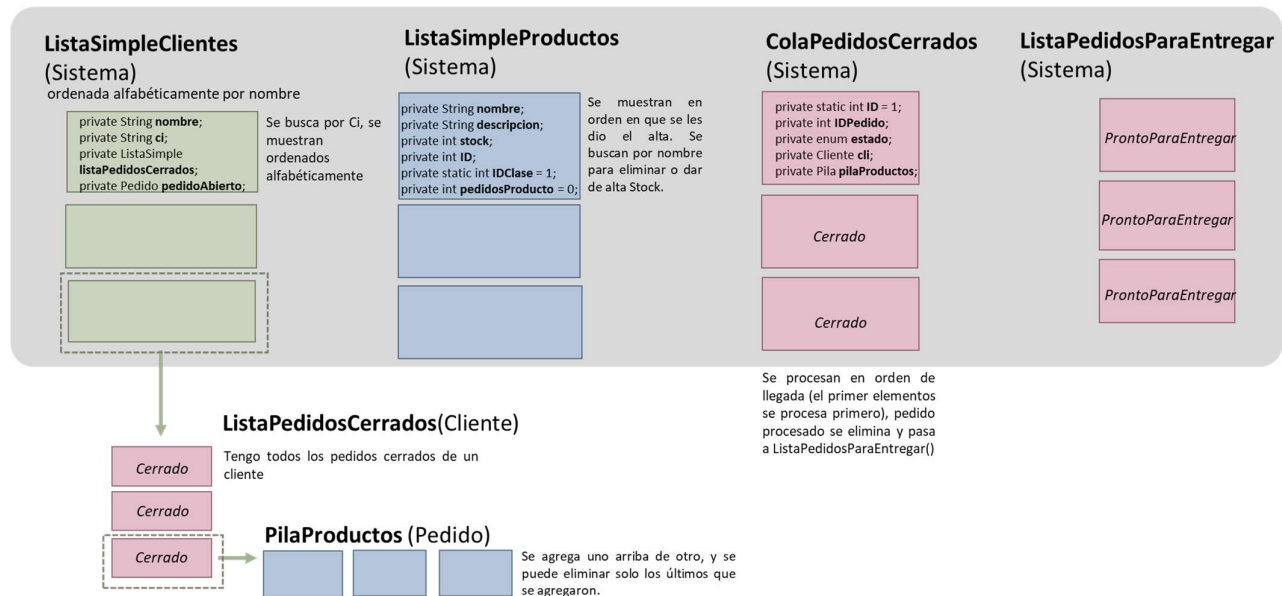 ListaSimpleClientes
(Sistema)
ordenada alfabéticamente por nombre
private String nombre;
private String ci;
private ListaSimple
listaPedidosCerrados;
private Pedido pedidoAbierto;
Se busca por Ci, se
muestran
ordenados
alfabéticamente
ListaSimpleProductos
(Sistema)
private String nombre;
private String descripcion;
private int stock;
private int ID;
private static int IDClase = 1;
private int pedidosProducto = 0;
Se muestran en
orden en que se les
dio el alta. Se
buscan por nombre
para eliminar o dar
de alta Stock.
ColaPedidosCerrados
(Sistema)
private static int ID = 1;
private int IDPedido;
private enum estado;
private Cliente cli;
private Pila pilaProductos;
Cerrado
Cerrado
Se procesan en orden de
llegada (el primer elementos
se procesa primero), pedido
procesado se elimina y pasa
a ListaPedidosParaEntregar()
ListaPedidosParaEntregar
(Sistema)
ProntoParaEntregar
ProntoParaEntregar
ProntoParaEntregar
ListaPedidosCerrados(Cliente)
Tengo todos los pedidos cerrados de un
cliente
Cerrado
Cerrado
Cerrado
PilaProductos (Pedido)
Se agrega uno arriba de otro, y se
puede eliminar solo los últimos que
se agregaron.